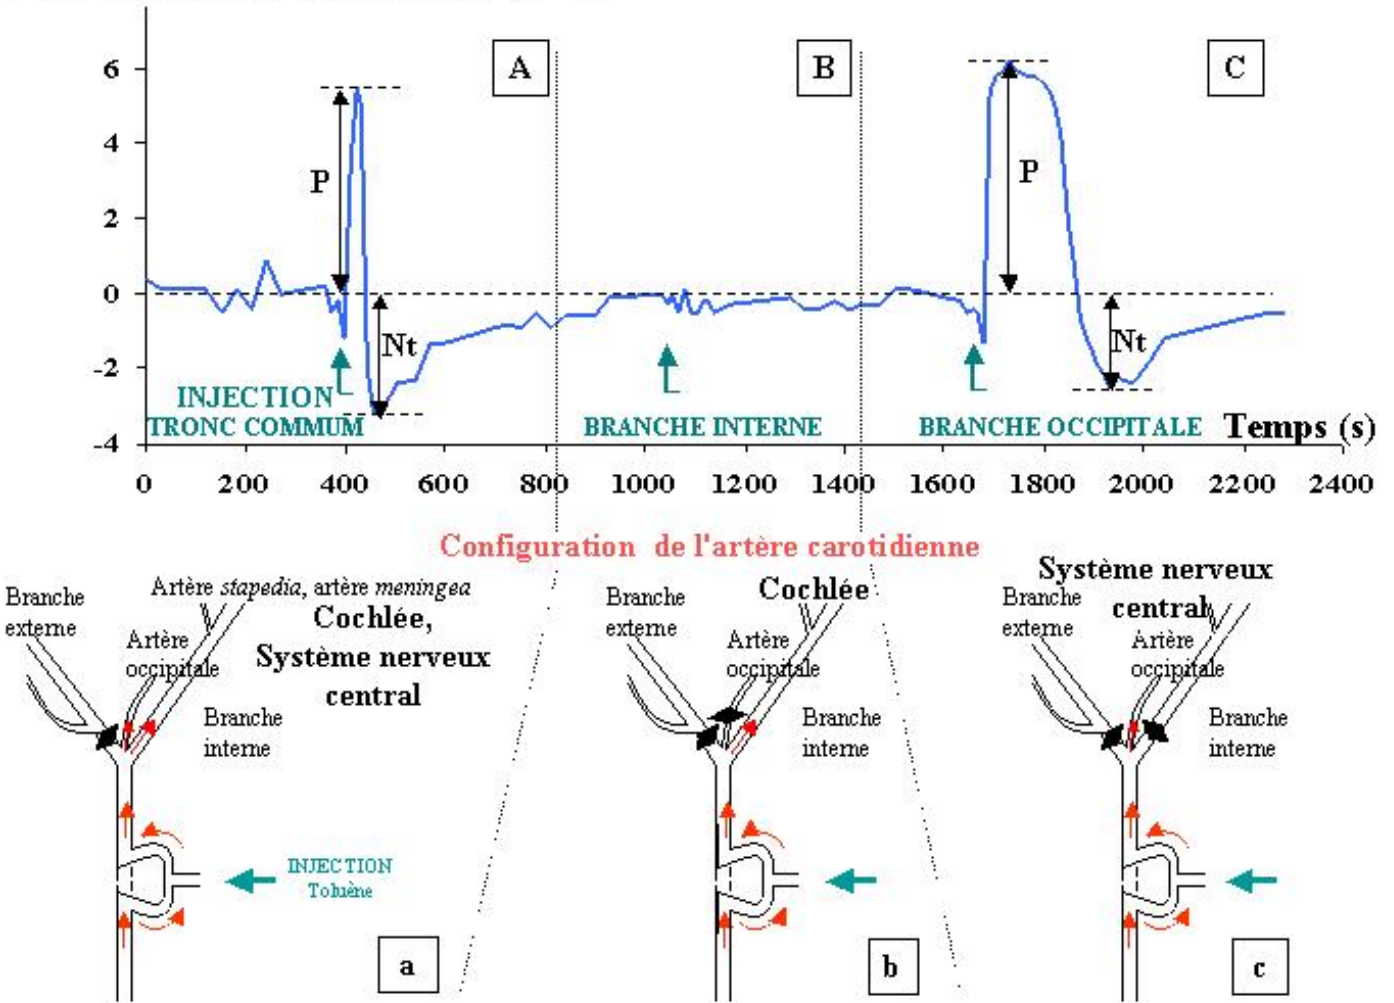 A
B
C
6
4
2
0
-2
-4
P
Nt
P
Nt
INJECTION
TRONC COMMUM
BRANCHE INTERNE
BRANCHE OCCIPITALE
Temps (s)
0 200 400 600 800 1000 1200 1400 1600 1800 2000 2200 2400
Configuration de l'artère carotidienne
Branche
externe
Artère stapedia, artère meningea
Cochlée,
Système nerveux
central
Artère
occipitale
Branche
interne
INJECTION
Toluène
a
Branche
externe
Cochlée
Artère
occipitale
Branche
interne
b
Système nerveux
central
Branche
externe
Artère
occipitale
Branche
interne
c